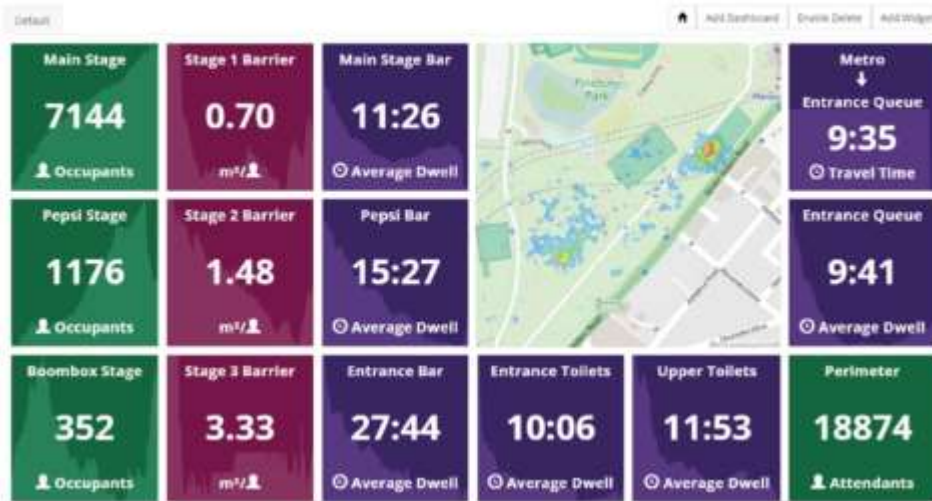 Default
Add Dashboard Enable Delete Add Widget
Main Stage
7144
Occupants
Stage 1 Barrier
0.70
m²/
Main Stage Bar
11:26
Average Dwell
Metro
Entrance Queue
9:35
Travel Time
Pepsi Stage
1176
Occupants
Stage 2 Barrier
1.48
m²/
Pepsi Bar
15:27
Average Dwell
Entrance Queue
9:41
Average Dwell
Boombox Stage
352
Occupants
Stage 3 Barrier
3.33
m²/
Entrance Bar
27:44
Average Dwell
Entrance Toilets
10:06
Average Dwell
Upper Toilets
11:53
Average Dwell
Perimeter
18874
Attendants
Park